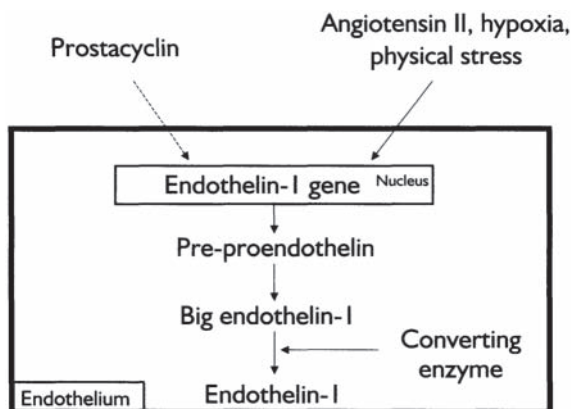 Prostacyclin
Angiotensin II, hypoxia,
physical stress
Endothelin-1 gene Nucleus
Pre-proendothelin
Big endothelin-1
Converting
enzyme
Endothelin-1
Endothelium